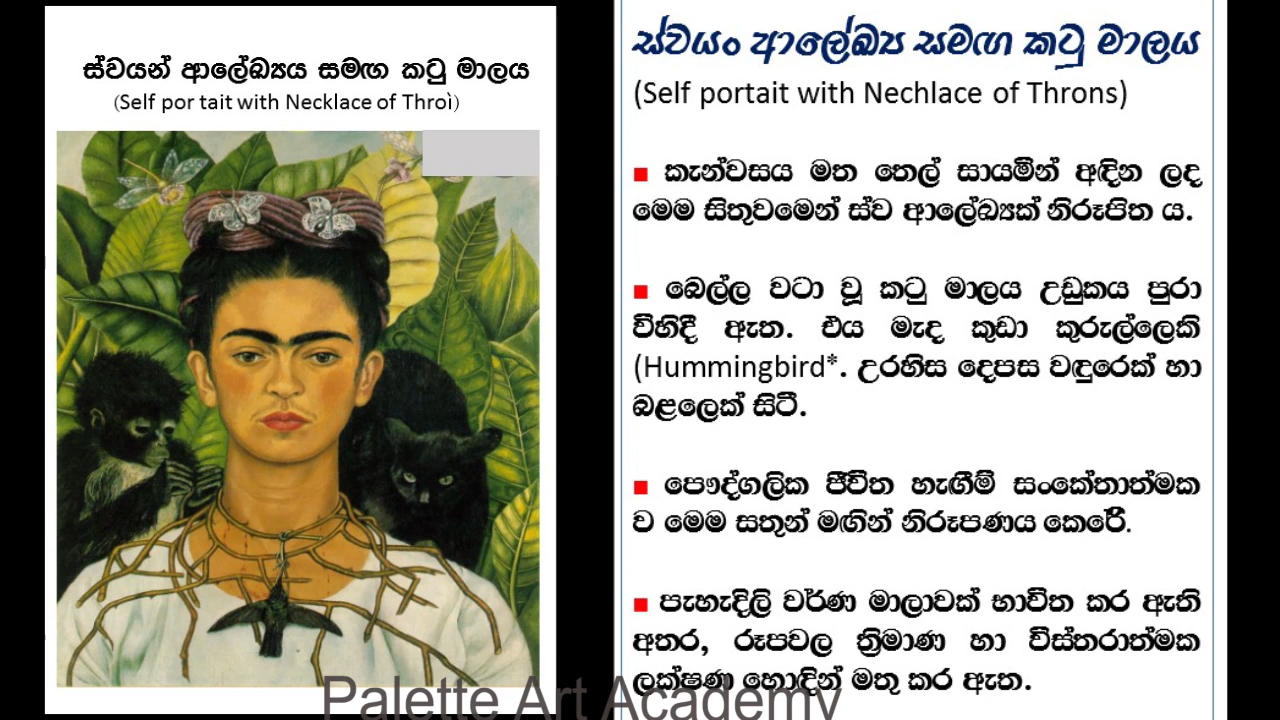 ස්වයන් ආලේඛ්‍යය සමඟ කටු මාලය
(Self por tait with Necklace of Throì)
ස්වයං ආලේඛ්‍ය සමඟ කටු මාලය
(Self portait with Nechlace of Throns)
■ කැන්වසය මත තෙල් සායමින් අඳින ලද
මෙම සිතුවමෙන් ස්ව ආලේඛ්‍යක් නිරූපිත ය.
■ බෙල්ල වටා වූ කටු මාලය උඩුකය පුරා
විහිදී ඇත. එය මැද කුඩා කුරුල්ලෙකි
(Hummingbird*. උරහිස දෙපස වඳුරෙක් හා
බළලෙක් සිටී.
■ පෞද්ගලික ජීවිත හැඟීම් සංකේතාත්මක
ව මෙම සතුන් මඟින් නිරූපණය කෙරේ.
■ පැහැදිලි වර්ණ මාලාවක් භාවිත කර ඇති
අතර, රූපවල ත්‍රිමාණ හා විස්තරාත්මක
ලක්ෂණ හොඳින් මතු කර ඇත.
Palette Art Academy